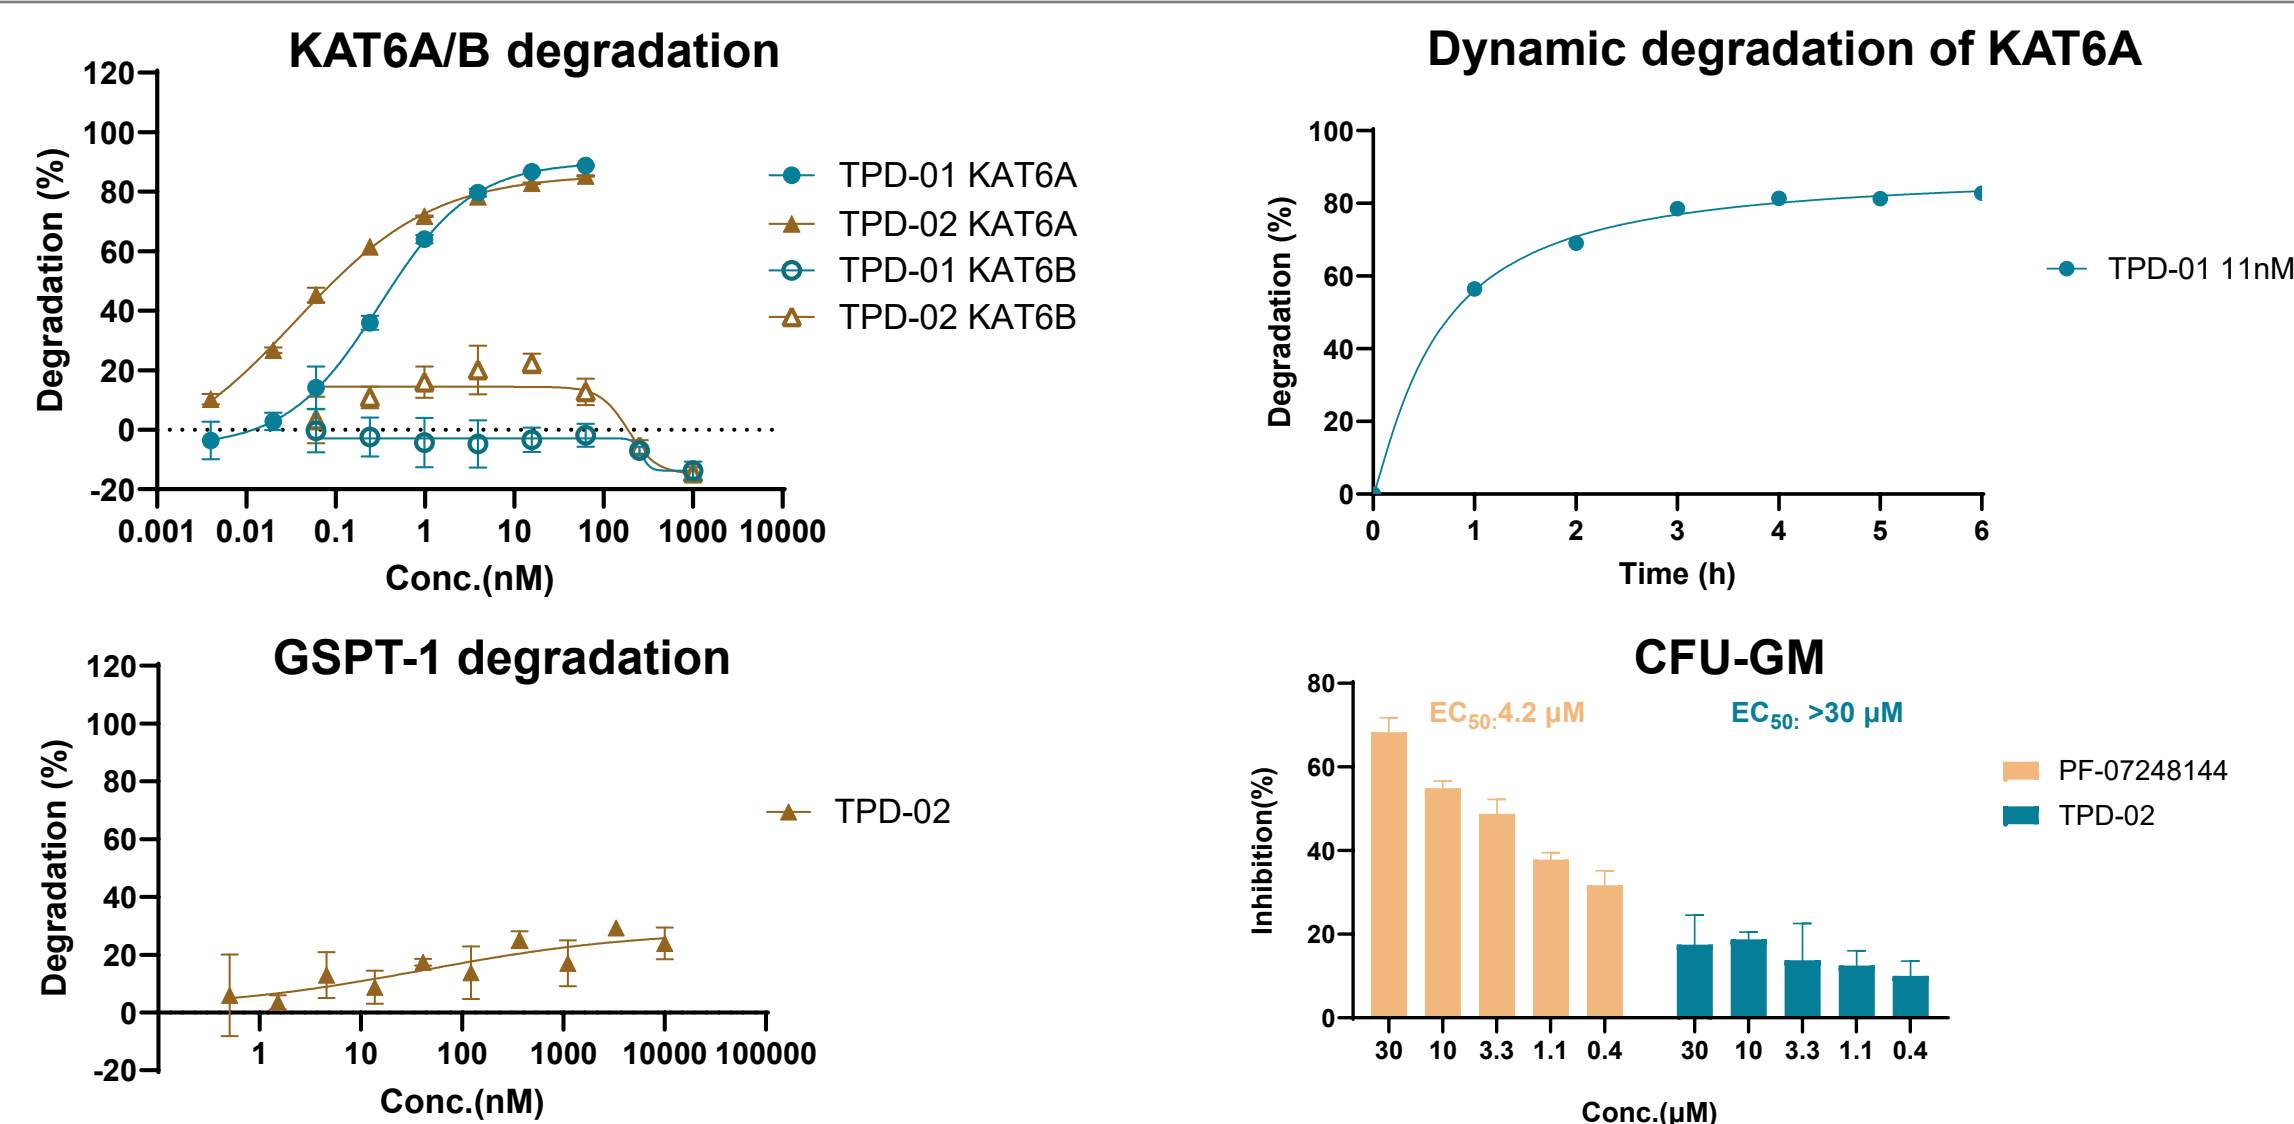 KAT6A/B degradation
120
100
80
60
40
20
0
-20
Degradation (%)
0.001 0.01 0.1 1 10 100 1000 10000
Conc.(nM)
TPD-01 KAT6A
TPD-02 KAT6A
TPD-01 KAT6B
TPD-02 KAT6B
Dynamic degradation of KAT6A
100
80
60
40
20
0
Degradation (%)
0 1 2 3 4 5 6
Time (h)
TPD-01 11nM
GSPT-1 degradation
120
100
80
60
40
20
0
-20
Degradation (%)
1 10 100 1000 10000 100000
Conc.(nM)
TPD-02
CFU-GM
80
60
40
20
0
Inhibition(%)
EC50:4.2 µM
EC50: >30 µM
30 10 3.3 1.1 0.4 30 10 3.3 1.1 0.4
Conc.(µM)
PF-07248144
TPD-02